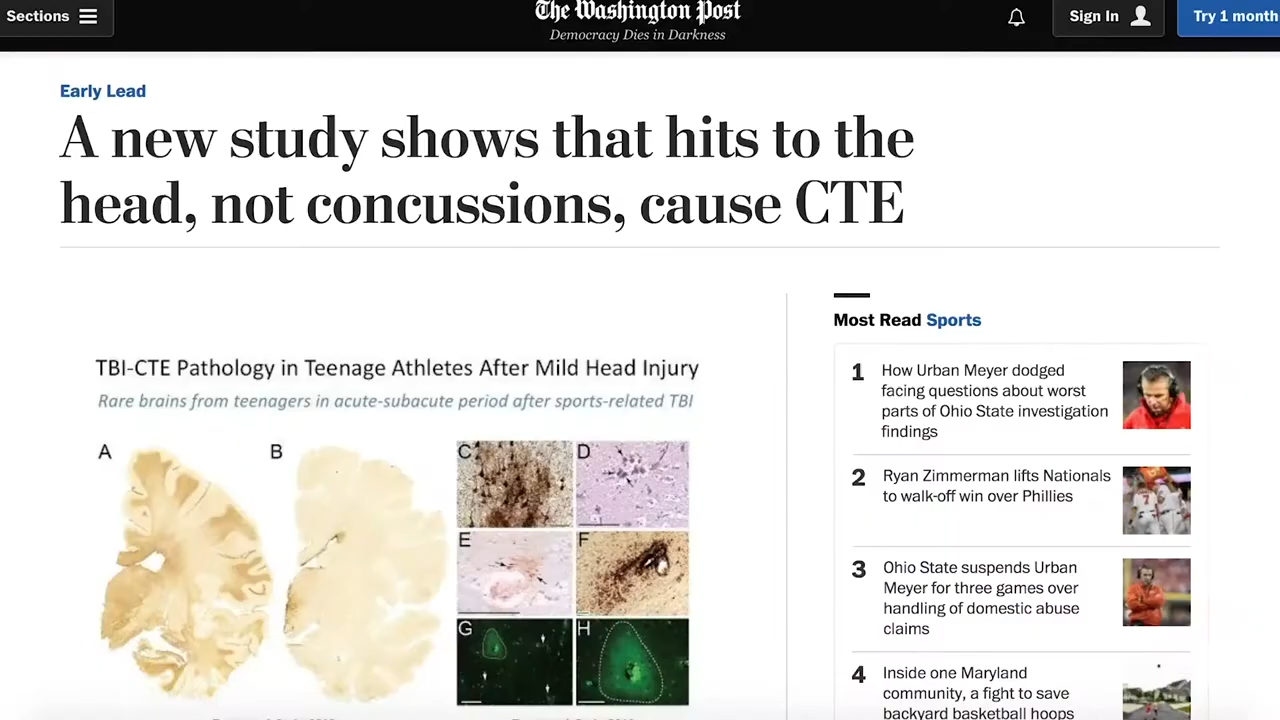 Sections
The Washington Post
Democracy Dies in Darkness
Sign In
Try 1 month
Early Lead
A new study shows that hits to the
head, not concussions, cause CTE
TBI-CTE Pathology in Teenage Athletes After Mild Head Injury
Rare brains from teenagers in acute-subacute period after sports-related TBI
A
B
C
D
E
F
G
H
Most Read Sports
1
How Urban Meyer dodged
facing questions about worst
parts of Ohio State investigation
findings
2
Ryan Zimmerman lifts Nationals
to walk-off win over Phillies
3
Ohio State suspends Urban
Meyer for three games over
handling of domestic abuse
claims
4
Inside one Maryland
community, a fight to save
backyard basketball hoops